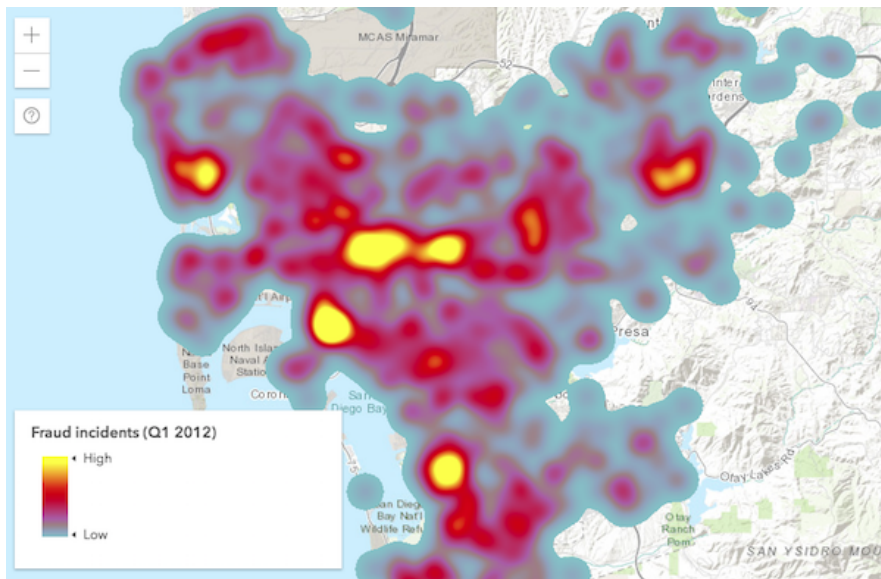 +
−
?
MCAS Miramar
52
Inter
ardens
94
Presa
North Island
Naval A
Station
Base
Point
Loma
Coron
San
Diego Bay
75
an Dieg
Bay Nat'l
Wildlife Refu
Otay Lakes Rd
Otay
Ranch
Pom
SAN YSIDRO MOU
Fraud incidents (Q1 2012)
High
Low